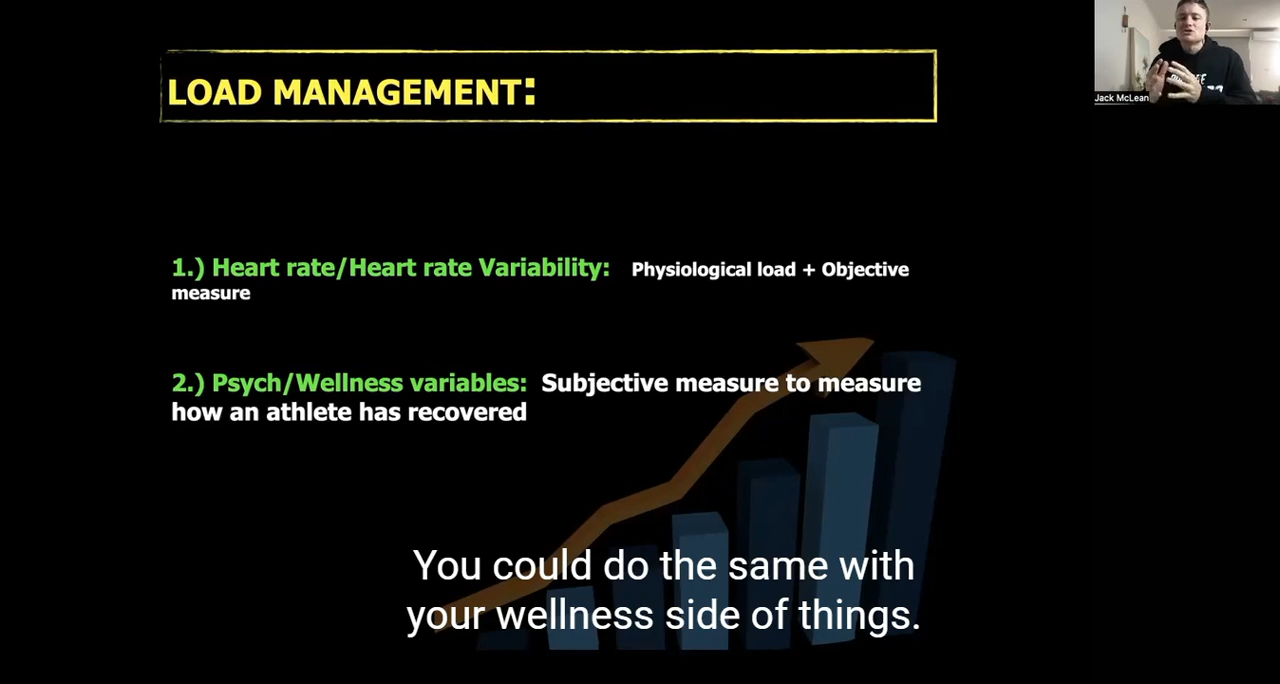 LOAD MANAGEMENT:
Jack McLean
1.) Heart rate/Heart rate Variability: Physiological load + Objective
measure
2.) Psych/Wellness variables: Subjective measure to measure
how an athlete has recovered
You could do the same with
your wellness side of things.